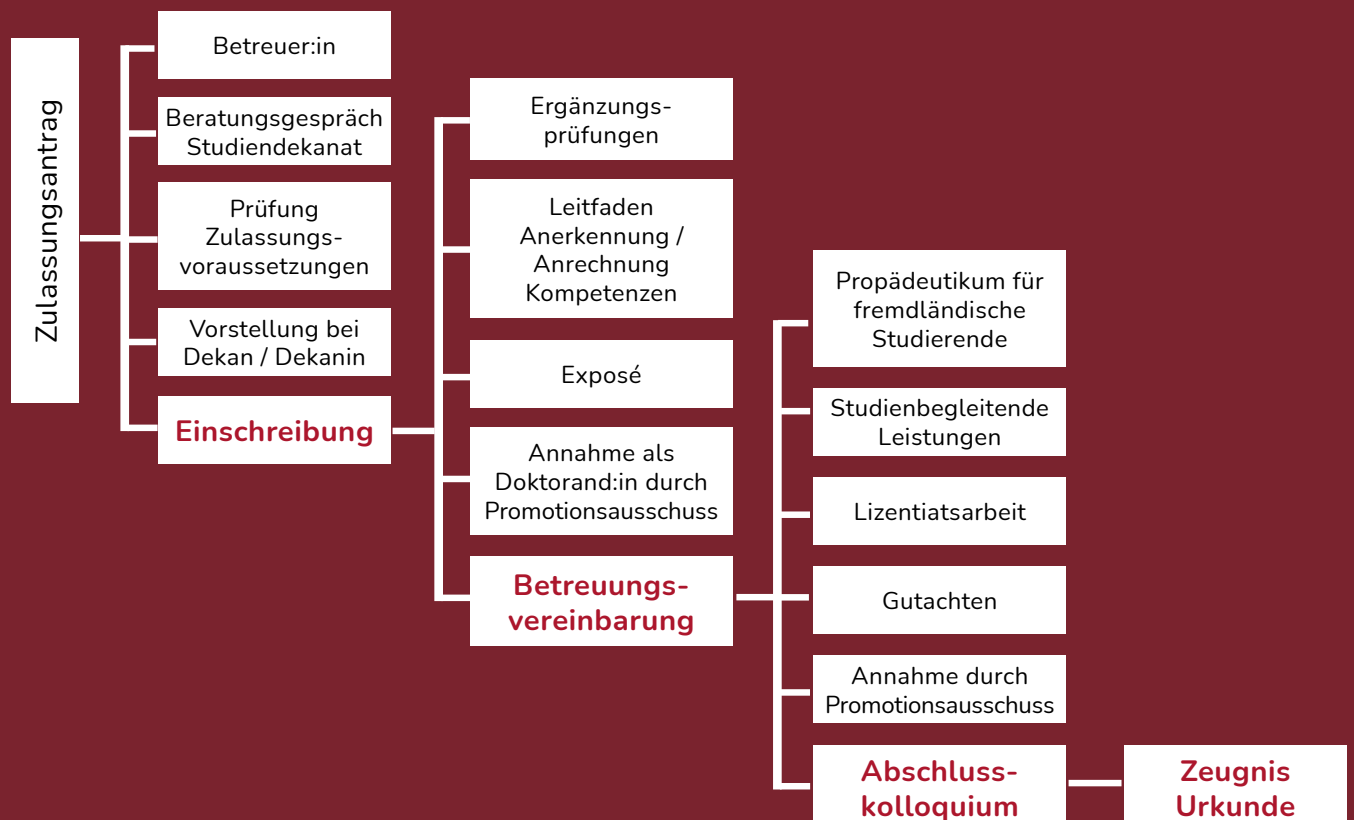 Zulassungsantrag
Betreuer:in
Beratungsgespräch
Studiendekanat
Prüfung
Zulassungs-
voraussetzungen
Vorstellung bei
Dekan / Dekanin
Einschreibung
Ergänzungs-
prüfungen
Leitfaden
Anerkennung /
Anrechnung
Kompetenzen
Exposé
Annahme als
Doktorand:in durch
Promotionsausschuss
Betreuungs-
vereinbarung
Propädeutikum für
fremdländische
Studierende
Studienbegleitende
Leistungen
Lizentiatsarbeit
Gutachten
Annahme durch
Promotionsausschuss
Abschluss-
kolloquium
Zeugnis
Urkunde